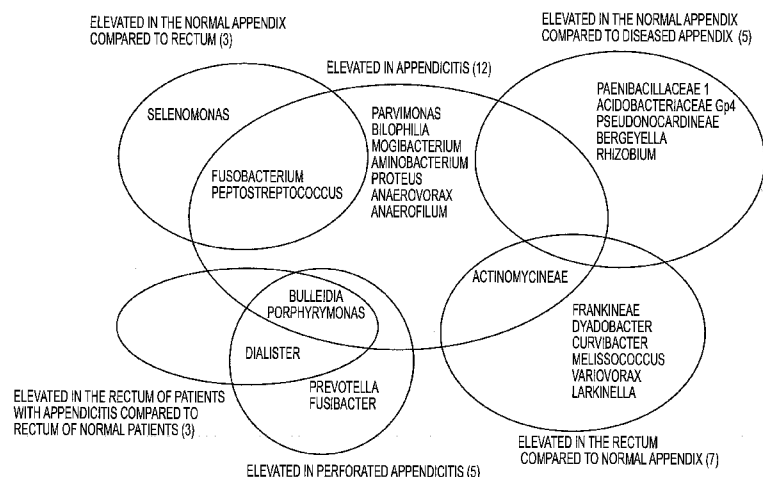 ELEVATED IN THE NORMAL APPENDIX
COMPARED TO RECTUM (3)
ELEVATED IN THE NORMAL APPENDIX
COMPARED TO DISEASED APPENDIX (5)
ELEVATED IN APPENDICITIS (12)
SELENOMONAS
FUSOBACTERIUM
PEPTOSTREPTOCOCCUS
PARVIMONAS
BILOPHILIA
MOGIBACTERIUM
AMINOBACTERIUM
PROTEUS
ANAEROVORAX
ANAEROFILUM
PAENIBACILLACEAE 1
ACIDOBACTERIACEAE Gp4
PSEUDONOCARDINEAE
BERGEYELLA
RHIZOBIUM
ACTINOMYCINEAE
BULLEIDIA
PORPHYRYMONAS
DIALISTER
PREVOTELLA
FUSIBACTER
FRANKINEAE
DYADOBACTER
CURVIBACTER
MELISSOCOCCUS
VARIOVORAX
LARKINELLA
ELEVATED IN THE RECTUM OF PATIENTS
WITH APPENDICITIS COMPARED TO
RECTUM OF NORMAL PATIENTS (3)
ELEVATED IN PERFORATED APPENDICITIS (5)
ELEVATED IN THE RECTUM
COMPARED TO NORMAL APPENDIX (7)